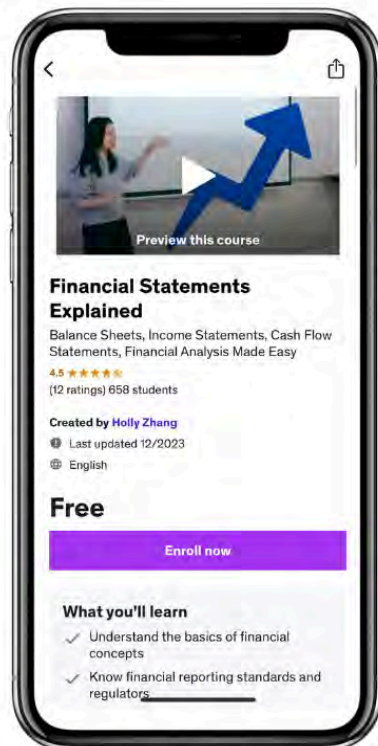 Preview this course
Financial Statements
Explained
Balance Sheets, Income Statements, Cash Flow
Statements, Financial Analysis Made Easy
4.5
(12 ratings) 658 students
Created by Holly Zhang
Last updated 12/2023
English
Free
Enroll now
What you'll learn
Understand the basics of financial
concepts
Know financial reporting standards and
regulators